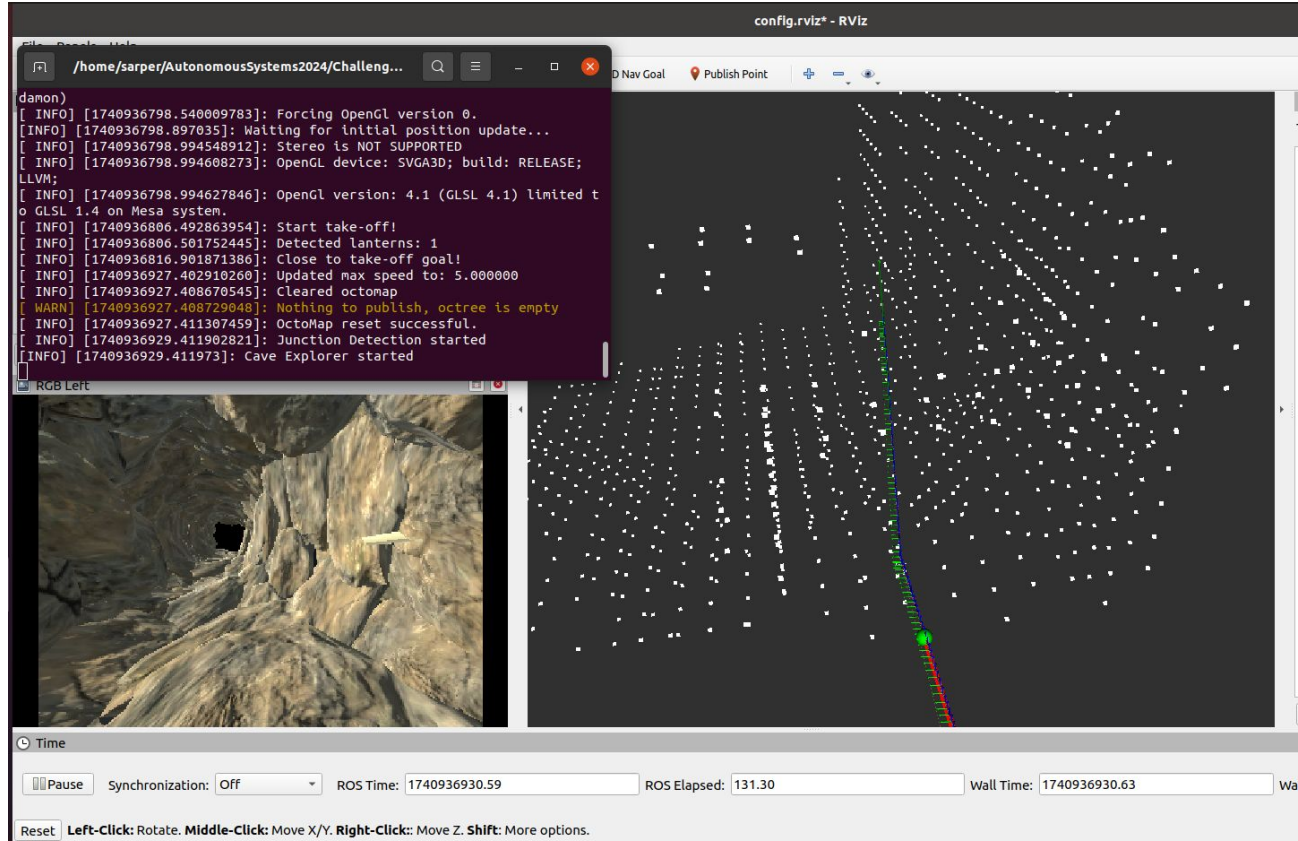 config.rviz* - RViz
File Panels Help
/home/sarper/AutonomousSystems2024/Challeng...
D Nav Goal Publish Point
damon)
[ INFO] [1740936798.540009783]: Forcing OpenGl version 0.
[INFO] [1740936798.897035]: Waiting for initial position update...
[ INFO] [1740936798.994548912]: Stereo is NOT SUPPORTED
[ INFO] [1740936798.994608273]: OpenGL device: SVGA3D; build: RELEASE;
LLVM;
[ INFO] [1740936798.994627846]: OpenGl version: 4.1 (GLSL 4.1) limited t
o GLSL 1.4 on Mesa system.
[ INFO] [1740936806.492863954]: Start take-off!
[ INFO] [1740936806.501752445]: Detected lanterns: 1
[ INFO] [1740936816.901871386]: Close to take-off goal!
[ INFO] [1740936927.402910260]: Updated max speed to: 5.000000
[ INFO] [1740936927.408670545]: Cleared octomap
[ WARN] [1740936927.408729048]: Nothing to publish, octree is empty
[ INFO] [1740936927.411307459]: OctoMap reset successful.
[ INFO] [1740936929.411902821]: Junction Detection started
[INFO] [1740936929.411973]: Cave Explorer started
RGB Left
Time
Pause Synchronization: Off ROS Time: 1740936930.59 ROS Elapsed: 131.30 Wall Time: 1740936930.63 Wa
Reset Left-Click: Rotate. Middle-Click: Move X/Y. Right-Click:: Move Z. Shift: More options.